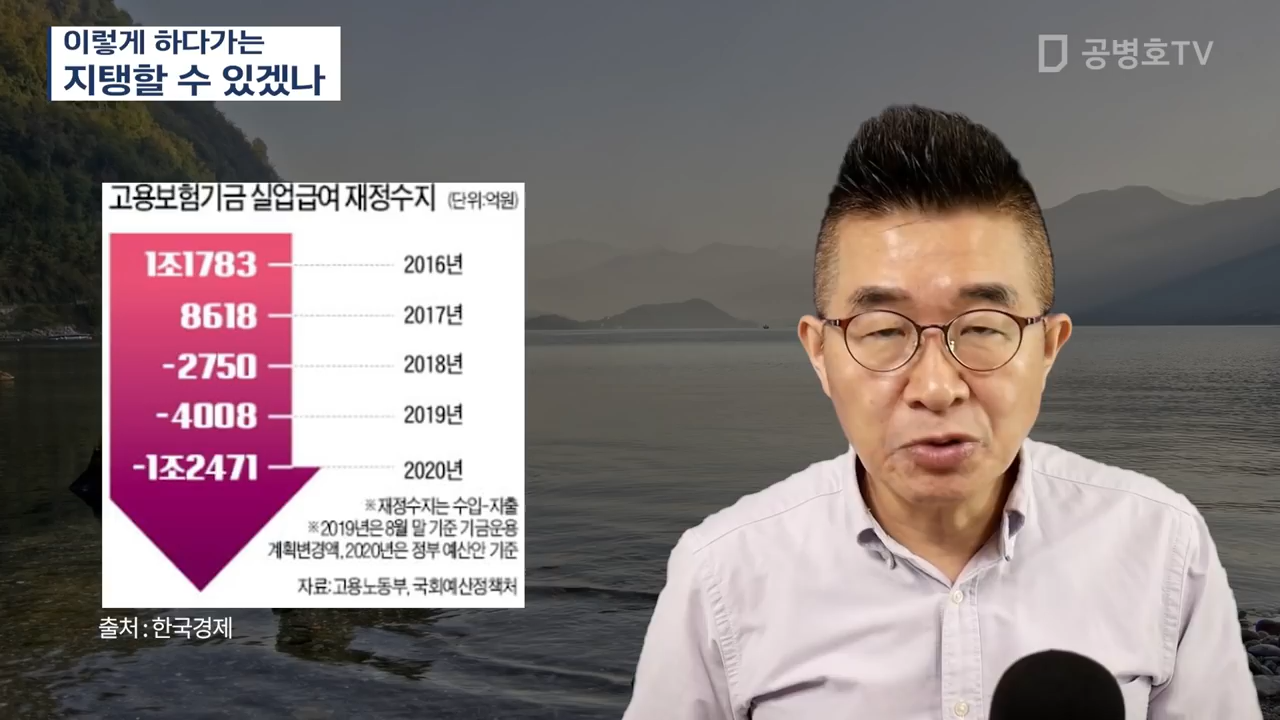 이렇게 하다가는
지탱할 수 있겠나
공병호TV
고용보험기금 실업급여 재정수지 (단위:억원)
1조1783 2016년
8618 2017년
-2750 2018년
-4008 2019년
-1조2471 2020년
※재정수지는 수입-지출
※2019년은 8월 말 기준 기금운용
계획변경액, 2020년은 정부 예산안 기준
자료:고용노동부, 국회예산정책처
출처 : 한국경제